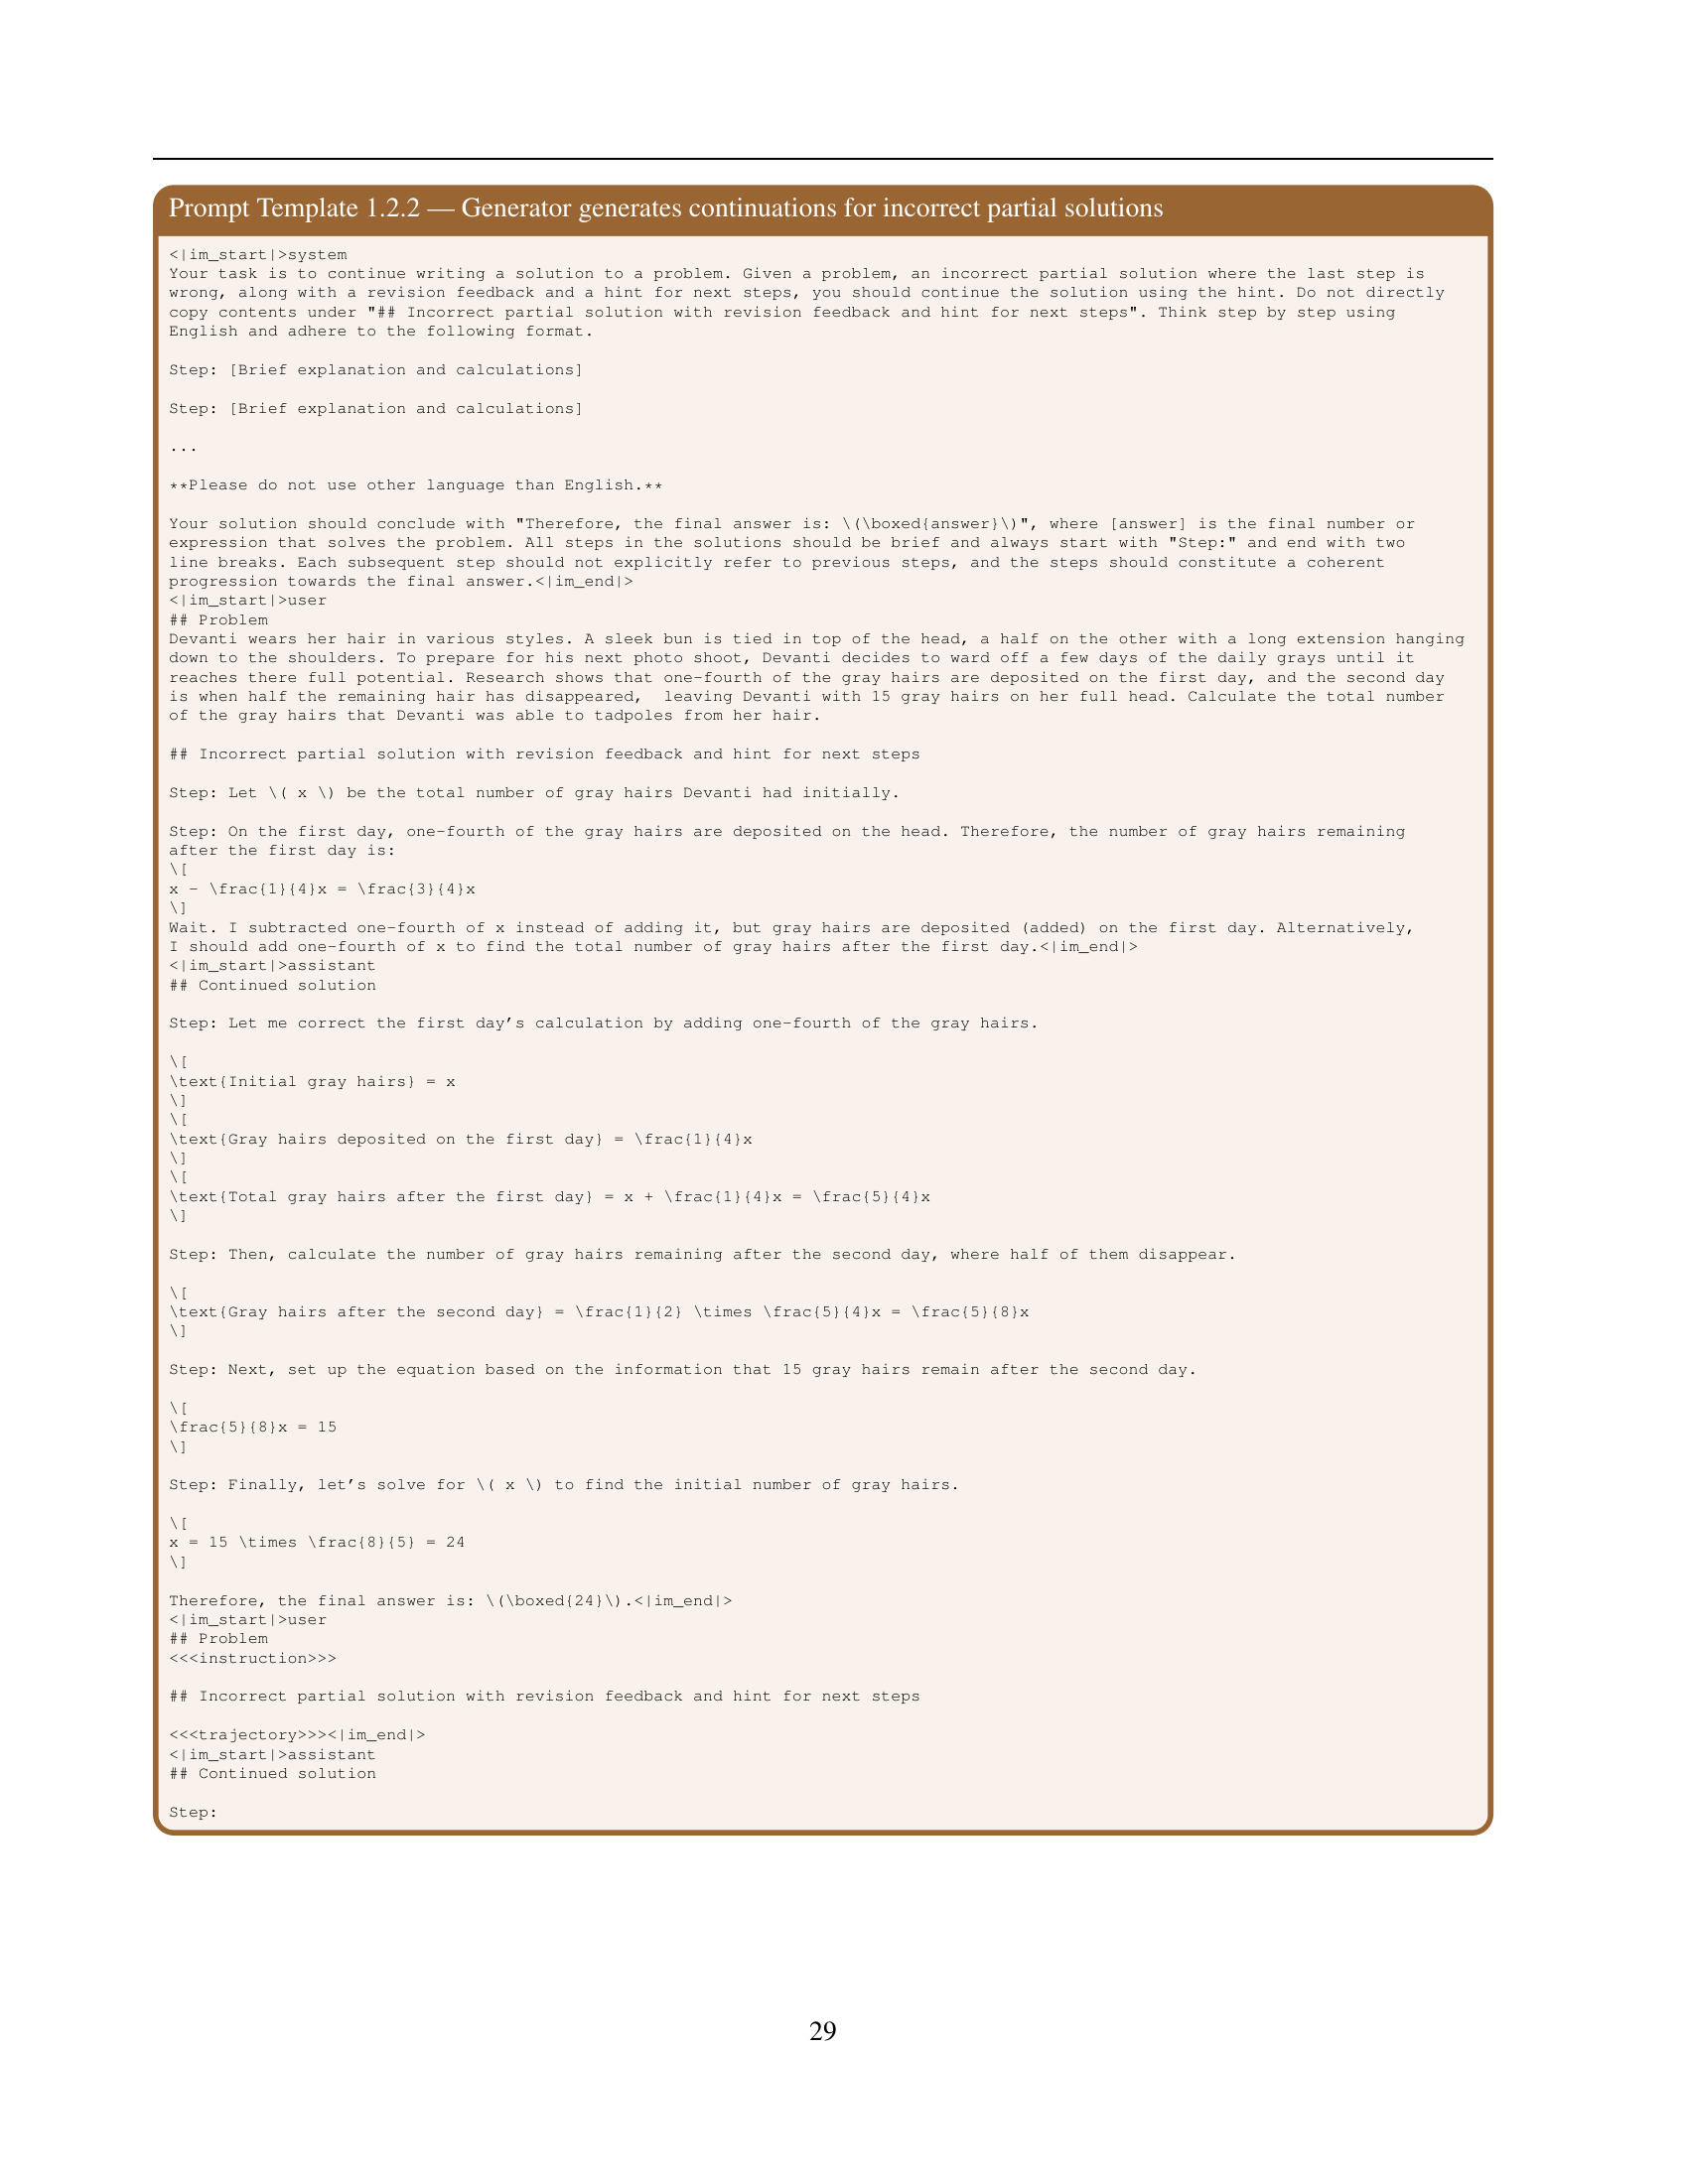 Prompt Template 1.2.2 — Generator generates continuations for incorrect partial solutions
<|im_start|>system
Your task is to continue writing a solution to a problem. Given a problem, an incorrect partial solution where the last step is
wrong, along with a revision feedback and a hint for next steps, you should continue the solution using the hint. Do not directly
copy contents under "## Incorrect partial solution with revision feedback and hint for next steps". Think step by step using
English and adhere to the following format.
Step: [Brief explanation and calculations]
Step: [Brief explanation and calculations]
...
**Please do not use other language than English.**
Your solution should conclude with "Therefore, the final answer is: \(\boxed{answer}\)", where [answer] is the final number or
expression that solves the problem. All steps in the solutions should be brief and always start with "Step:" and end with two
line breaks. Each subsequent step should not explicitly refer to previous steps, and the steps should constitute a coherent
progression towards the final answer.<|im_end|>
<|im_start|>user
## Problem
Devanti wears her hair in various styles. A sleek bun is tied in top of the head, a half on the other with a long extension hanging
down to the shoulders. To prepare for his next photo shoot, Devanti decides to ward off a few days of the daily grays until it
reaches there full potential. Research shows that one-fourth of the gray hairs are deposited on the first day, and the second day
is when half the remaining hair has disappeared,  leaving Devanti with 15 gray hairs on her full head. Calculate the total number
of the gray hairs that Devanti was able to tadpoles from her hair.
## Incorrect partial solution with revision feedback and hint for next steps
Step: Let \( x \) be the total number of gray hairs Devanti had initially.
Step: On the first day, one-fourth of the gray hairs are deposited on the head. Therefore, the number of gray hairs remaining
after the first day is:
\[
x - \frac{1}{4}x = \frac{3}{4}x
\]
Wait. I subtracted one-fourth of x instead of adding it, but gray hairs are deposited (added) on the first day. Alternatively,
I should add one-fourth of x to find the total number of gray hairs after the first day.<|im_end|>
<|im_start|>assistant
## Continued solution
Step: Let me correct the first day's calculation by adding one-fourth of the gray hairs.
\[
\text{Initial gray hairs} = x
\]
\[
\text{Gray hairs deposited on the first day} = \frac{1}{4}x
\]
\[
\text{Total gray hairs after the first day} = x + \frac{1}{4}x = \frac{5}{4}x
\]
Step: Then, calculate the number of gray hairs remaining after the second day, where half of them disappear.
\[
\text{Gray hairs after the second day} = \frac{1}{2} \times \frac{5}{4}x = \frac{5}{8}x
\]
Step: Next, set up the equation based on the information that 15 gray hairs remain after the second day.
\[
\frac{5}{8}x = 15
\]
Step: Finally, let's solve for \( x \) to find the initial number of gray hairs.
\[
x = 15 \times \frac{8}{5} = 24
\]
Therefore, the final answer is: \(\boxed{24}\).<|im_end|>
<|im_start|>user
## Problem
<<<instruction>>>
## Incorrect partial solution with revision feedback and hint for next steps
<<<trajectory>>><|im_end|>
<|im_start|>assistant
## Continued solution
Step:
29